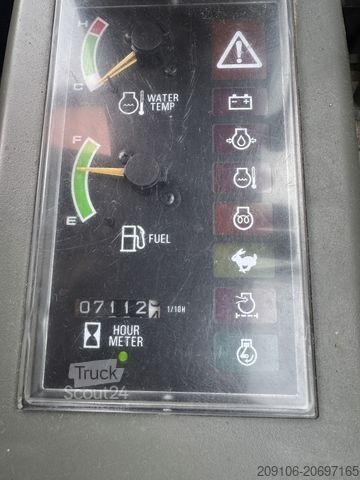 H
C
WATER
TEMP
F
E
FUEL
07112
1/10H
HOUR
METER
Truck
Scout24
209106-20697165